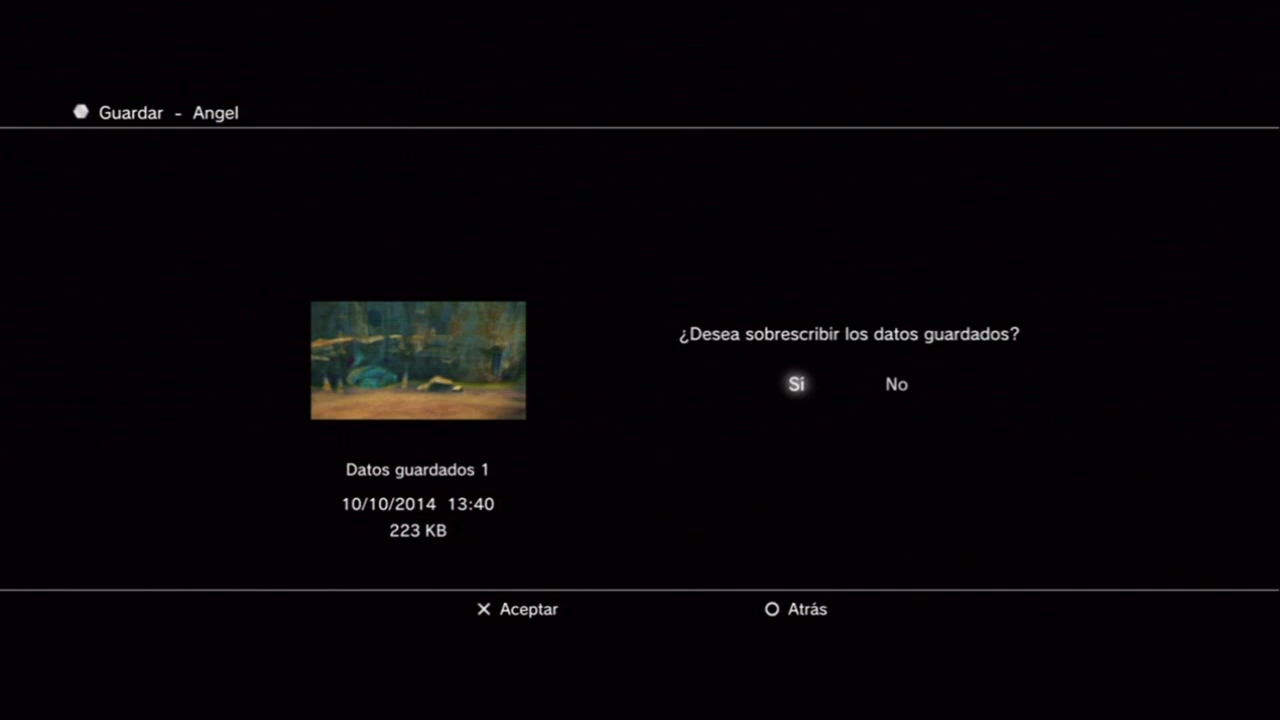 Guardar - Angel
¿Desea sobrescribir los datos guardados?
Sí No
Datos guardados 1
10/10/2014 13:40
223 KB
X Aceptar O Atrás